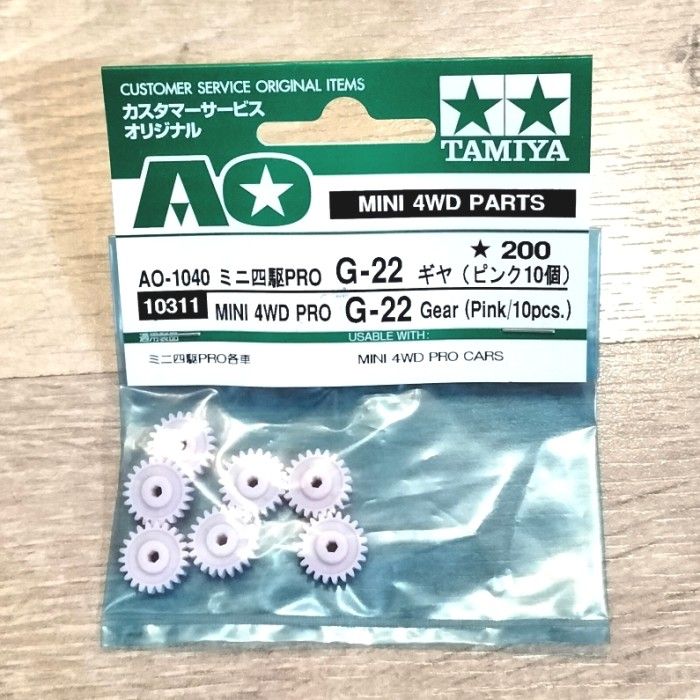 CUSTOMER SERVICE ORIGINAL ITEMS
カスタマーサービス
オリジナル
TAMIYA
AO
MINI 4WD PARTS
★ 200
AO-1040 ミニ四駆PRO G-22 ギヤ (ピンク10個)
10311 MINI 4WD PRO G-22 Gear (Pink/10pcs.)
USABLE WITH:
ミニ四駆PRO各車 MINI 4WD PRO CARS